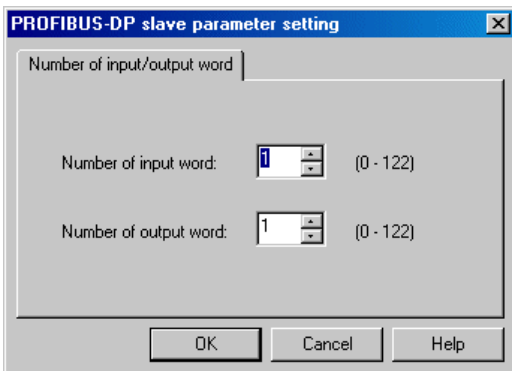 PROFIBUS-DP slave parameter setting
Number of input/output word
Number of input word: 1 (0 - 122)
Number of output word: 1 (0 - 122)
OK Cancel Help